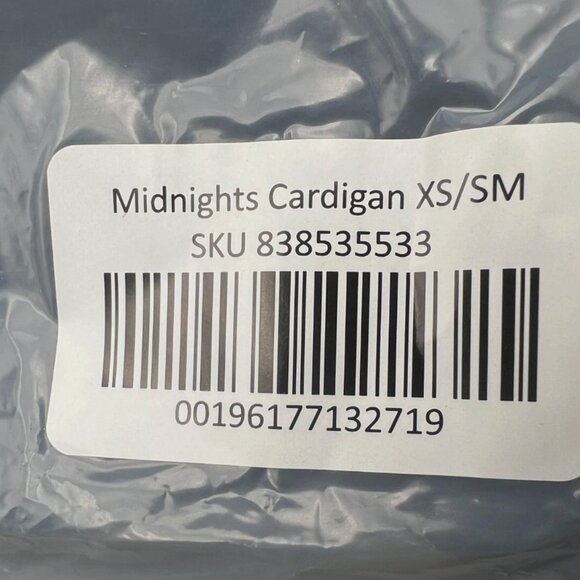 Midnights Cardigan XS/SM
SKU 838535533
00196177132719